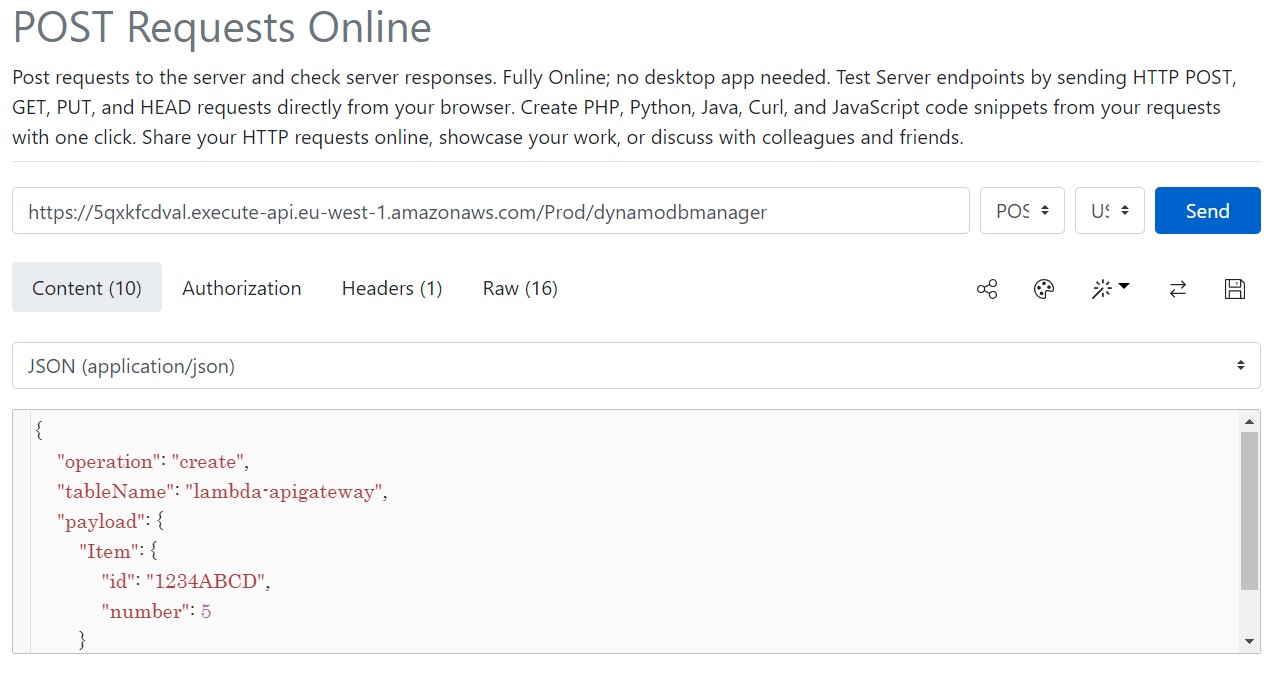 POST Requests Online
Post requests to the server and check server responses. Fully Online; no desktop app needed. Test Server endpoints by sending HTTP POST,
GET, PUT, and HEAD requests directly from your browser. Create PHP, Python, Java, Curl, and JavaScript code snippets from your requests
with one click. Share your HTTP requests online, showcase your work, or discuss with colleagues and friends.
https://5qxkfcdval.execute-api.eu-west-1.amazonaws.com/Prod/dynamodbmanager POS US Send
Content (10) Authorization Headers (1) Raw (16)
JSON (application/json)
{
"operation": "create",
"tableName": "lambda-apigateway",
"payload": {
"Item": {
"id": "1234ABCD",
"number": 5
}